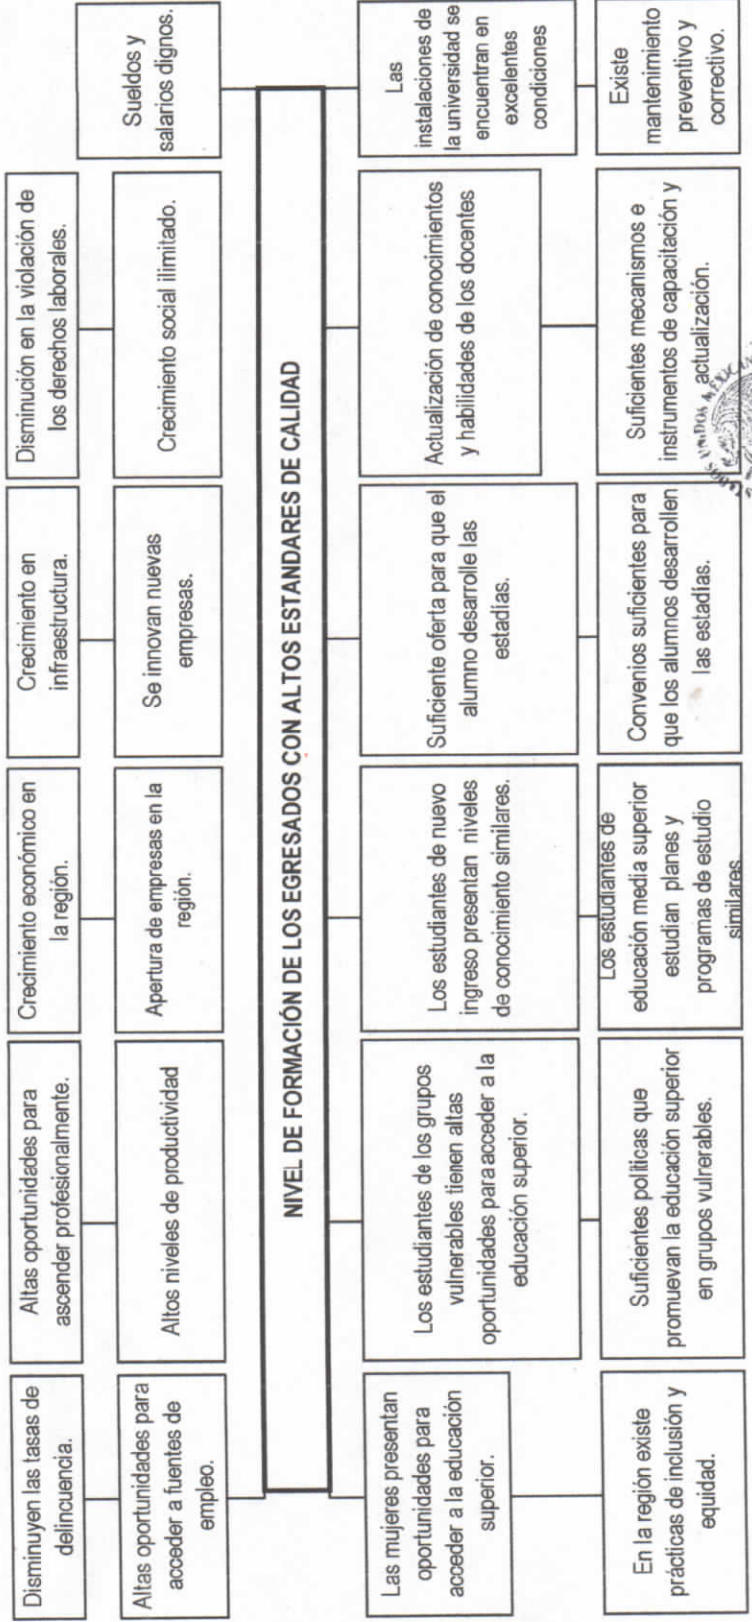 Disminuyen las tasas de
delincuencia.
Altas oportunidades para
ascender profesionalmente.
Crecimiento económico en
la región.
Crecimiento en
infraestructura.
Disminución en la violación de
los derechos laborales.
Altas oportunidades para
acceder a fuentes de
empleo.
Altos niveles de productividad
Apertura de empresas en la
región.
Se innovan nuevas
empresas.
Crecimiento social ilimitado.
Sueldos y
salarios dignos.
NIVEL DE FORMACIÓN DE LOS EGRESADOS CON ALTOS ESTANDARES DE CALIDAD
Las mujeres presentan
oportunidades para
acceder a la educación
superior.
Los estudiantes de los grupos
vulnerables tienen altas
oportunidades para acceder a la
educación superior.
Los estudiantes de nuevo
ingreso presentan niveles
de conocimiento similares.
Suficiente oferta para que el
alumno desarrolle las
estadías.
Actualización de conocimientos
y habilidades de los docentes
Las
instalaciones de
la universidad se
encuentran en
excelentes
condiciones
En la región existe
prácticas de inclusión y
equidad.
Suficientes politicas que
promuevan la educación superior
en grupos vulnerables.
Los estudiantes de
educación media superior
estudian planes y
programas de estudio
similares
Convenios suficientes para
que los alumnos desarrollen
las estadías.
Suficientes mecanismos e
instrumentos de capacitación y
actualización.
Existe
mantenimiento
preventivo y
correctivo.
UNIDOS